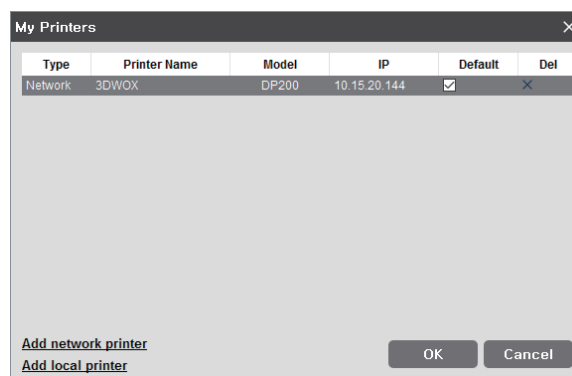 My Printers
Type Printer Name Model IP Default Del
Network 3DWOX DP200 10.15.20.144
Add network printer
Add local printer
OK Cancel